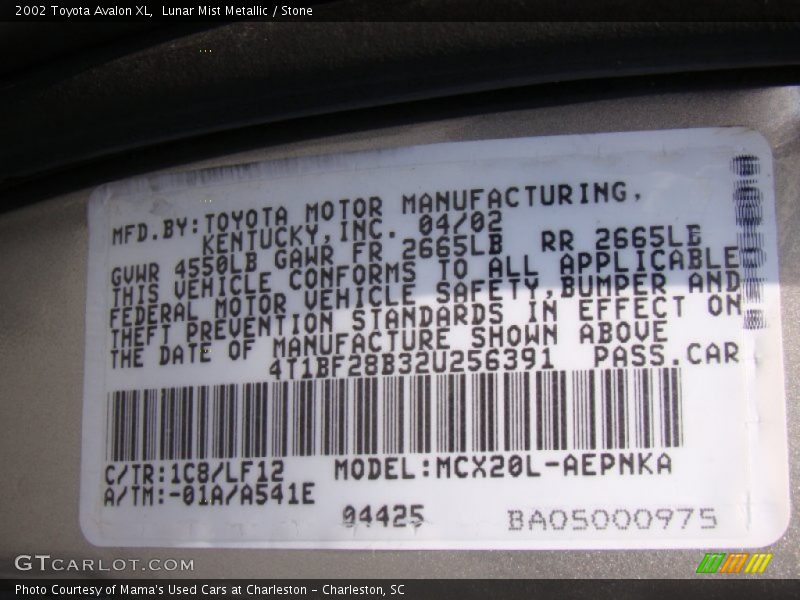 2002 Toyota Avalon XL,  Lunar Mist Metallic / Stone
MFD.BY:TOYOTA MOTOR MANUFACTURING,
KENTUCKY,INC. 04/02
GVWR 4550LB GAWR FR 2665LB RR 2665LB
THIS VEHICLE CONFORMS TO ALL APPLICABLE
FEDERAL MOTOR VEHICLE SAFETY,BUMPER AND
THEFT PREVENTION STANDARDS IN EFFECT ON
THE DATE OF MANUFACTURE SHOWN ABOVE
4T1BF28B32U256391 PASS.CAR
C/TR:1C8/LF12 MODEL:MCX20L-AEPNKA
A/TM:-01A/A541E
04425 BA05000975
GTCARLOT.COM
Photo Courtesy of Mama's Used Cars at Charleston - Charleston, SC